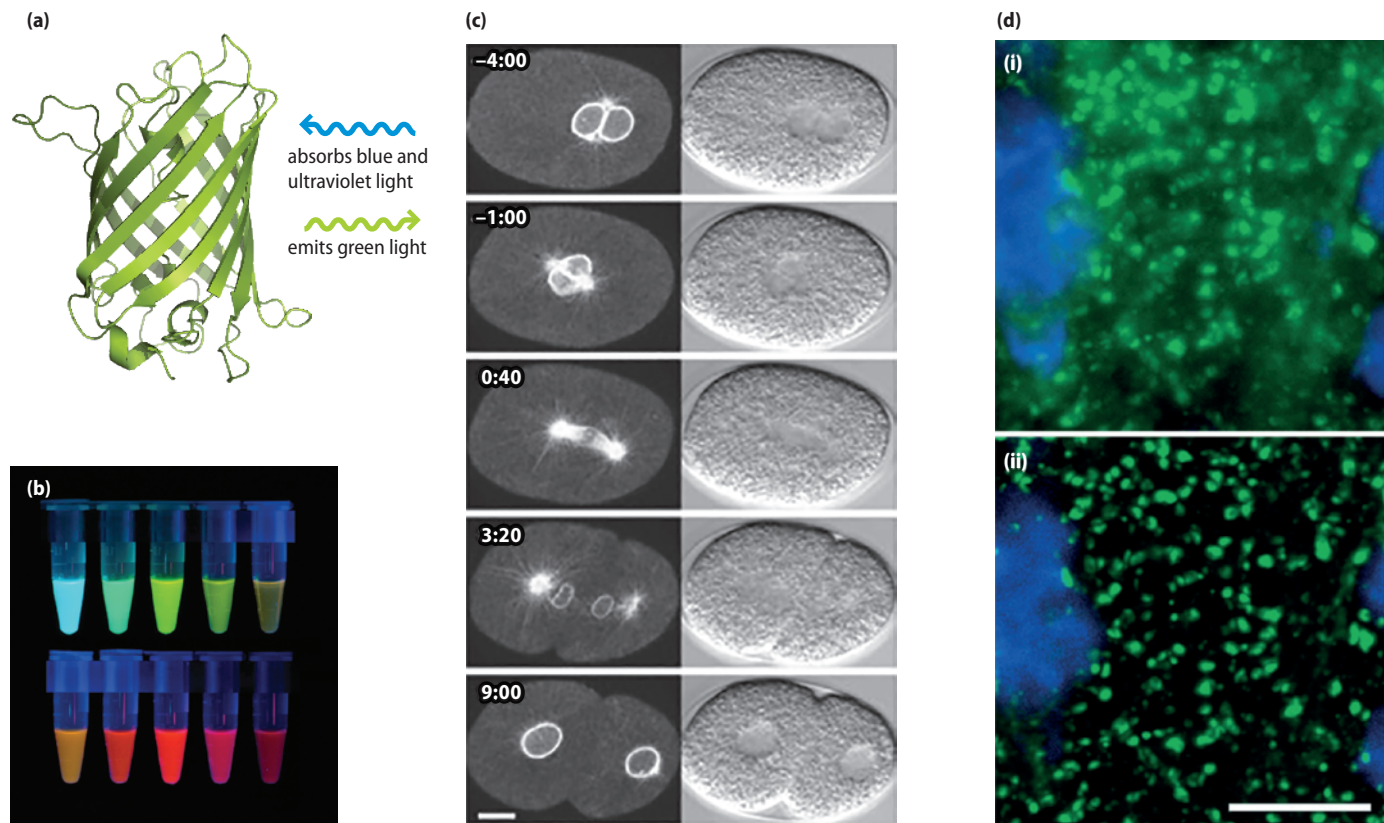 (a)
absorbs blue and
ultraviolet light
emits green light
(b)
(c)
–4:00
–1:00
0:40
3:20
9:00
(d)
(i)
(ii)